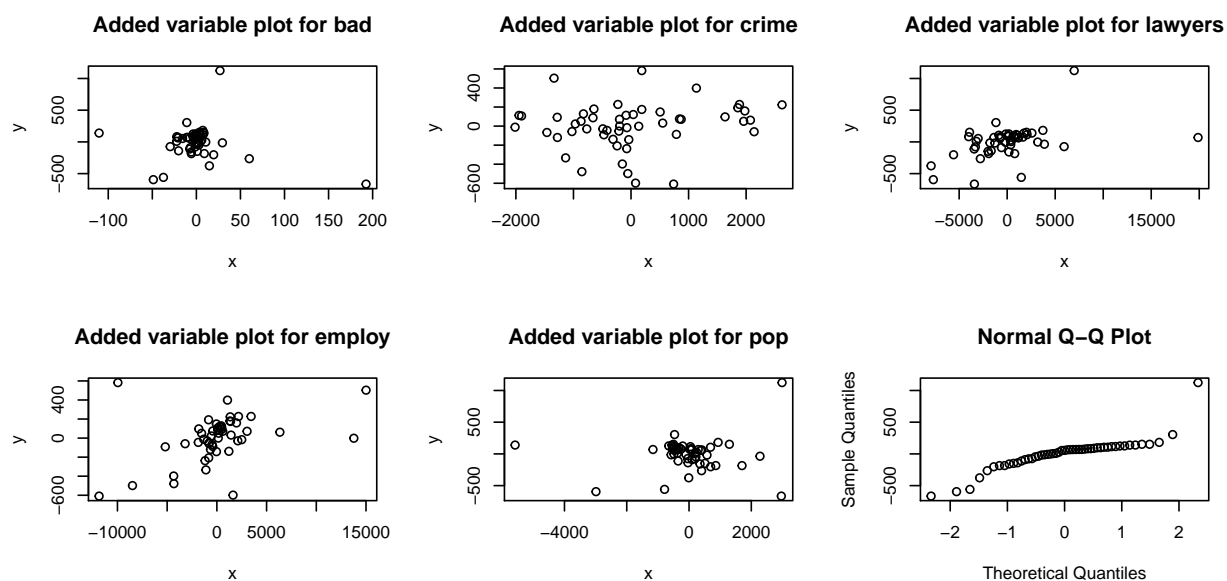 Added variable plot for bad
y
−500
500
−100
0
50
100
150
200
x
Added variable plot for crime
y
−600
0
400
−2000
−1000
0
1000
2000
x
Added variable plot for lawyers
y
−500
500
−5000
0
5000
15000
x
Added variable plot for employ
y
−600
0
400
−10000
0
5000
15000
x
Added variable plot for pop
y
−500
500
−4000
−2000
0
2000
x
Normal Q−Q Plot
Sample Quantiles
−500
500
−2
−1
0
1
2
Theoretical Quantiles